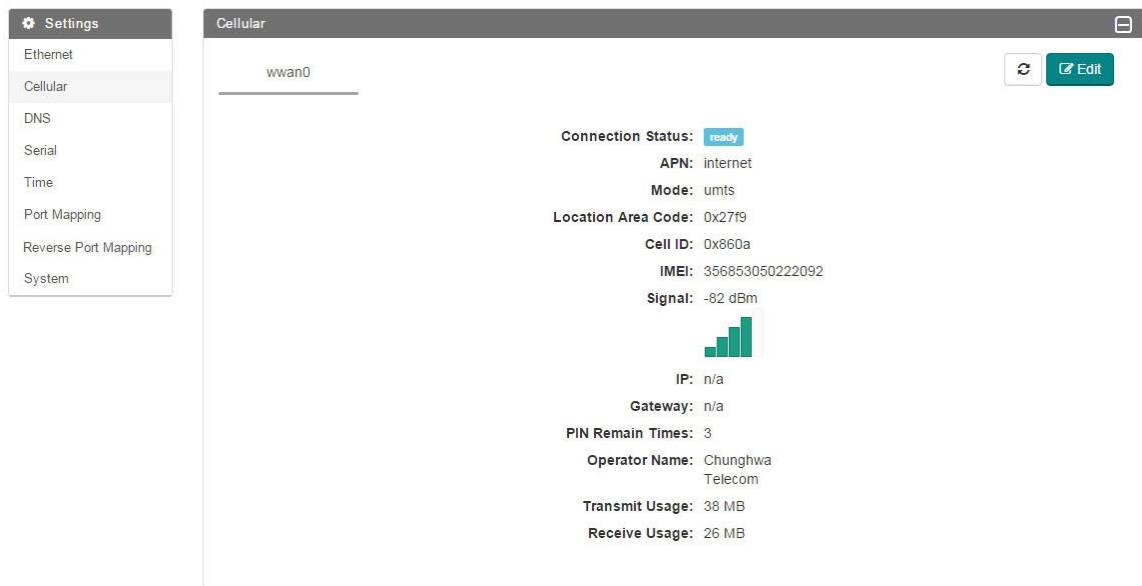 Settings
Ethernet
Cellular
DNS
Serial
Time
Port Mapping
Reverse Port Mapping
System
Cellular
wwan0
Edit
Connection Status: ready
APN: internet
Mode: umts
Location Area Code: 0x27f9
Cell ID: 0x860a
IMEI: 356853050222092
Signal: -82 dBm
IP: n/a
Gateway: n/a
PIN Remain Times: 3
Operator Name: Chunghwa
Telecom
Transmit Usage: 38 MB
Receive Usage: 26 MB